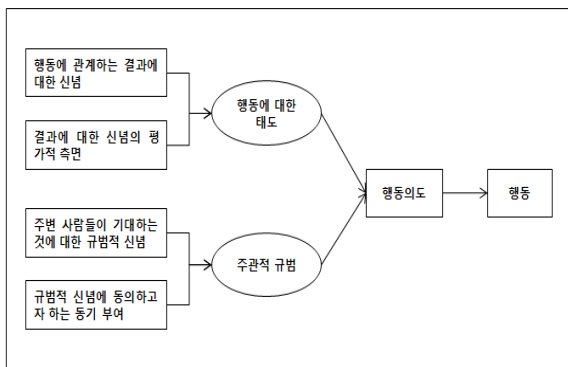 행동에 관계하는 결과에
대한 신념
결과에 대한 신념의 평
가적 측면
행동에 대한
태도
주변 사람들이 기대하는
것에 대한 규범적 신념
규범적 신념에 동의하고
자 하는 동기 부여
주관적 규범
행동의도
행동